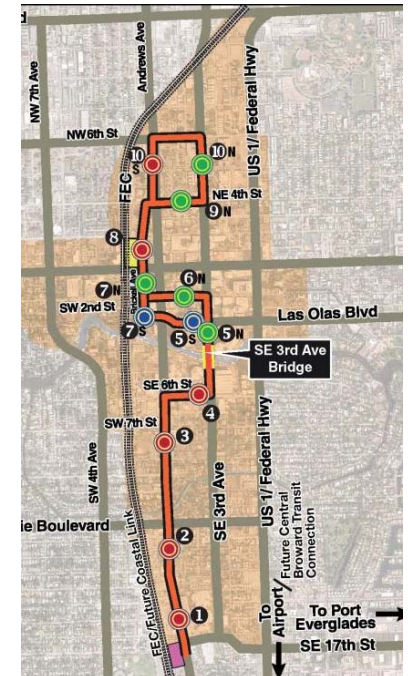 d
NW 7th Ave
Andrews Ave
US 1/ Federal Hwy
NW 6th St
10
S
10 N
FEC
NE 4th St
9 N
8
7 N
6 N
SW 2nd St
Las Olas Blvd
7 S
5 S
5 N
SE 3rd Ave
Bridge
SE 6th St
4
SW 7th St
3
SW 4th Ave
SE 3rd Ave
US 1/ Federal Hwy
ie Boulevard
2
FEC/Future Coastal Link
Future Central
Broward Transit
Connection
1
To
Airport/
To Port
Everglades
SE 17th St